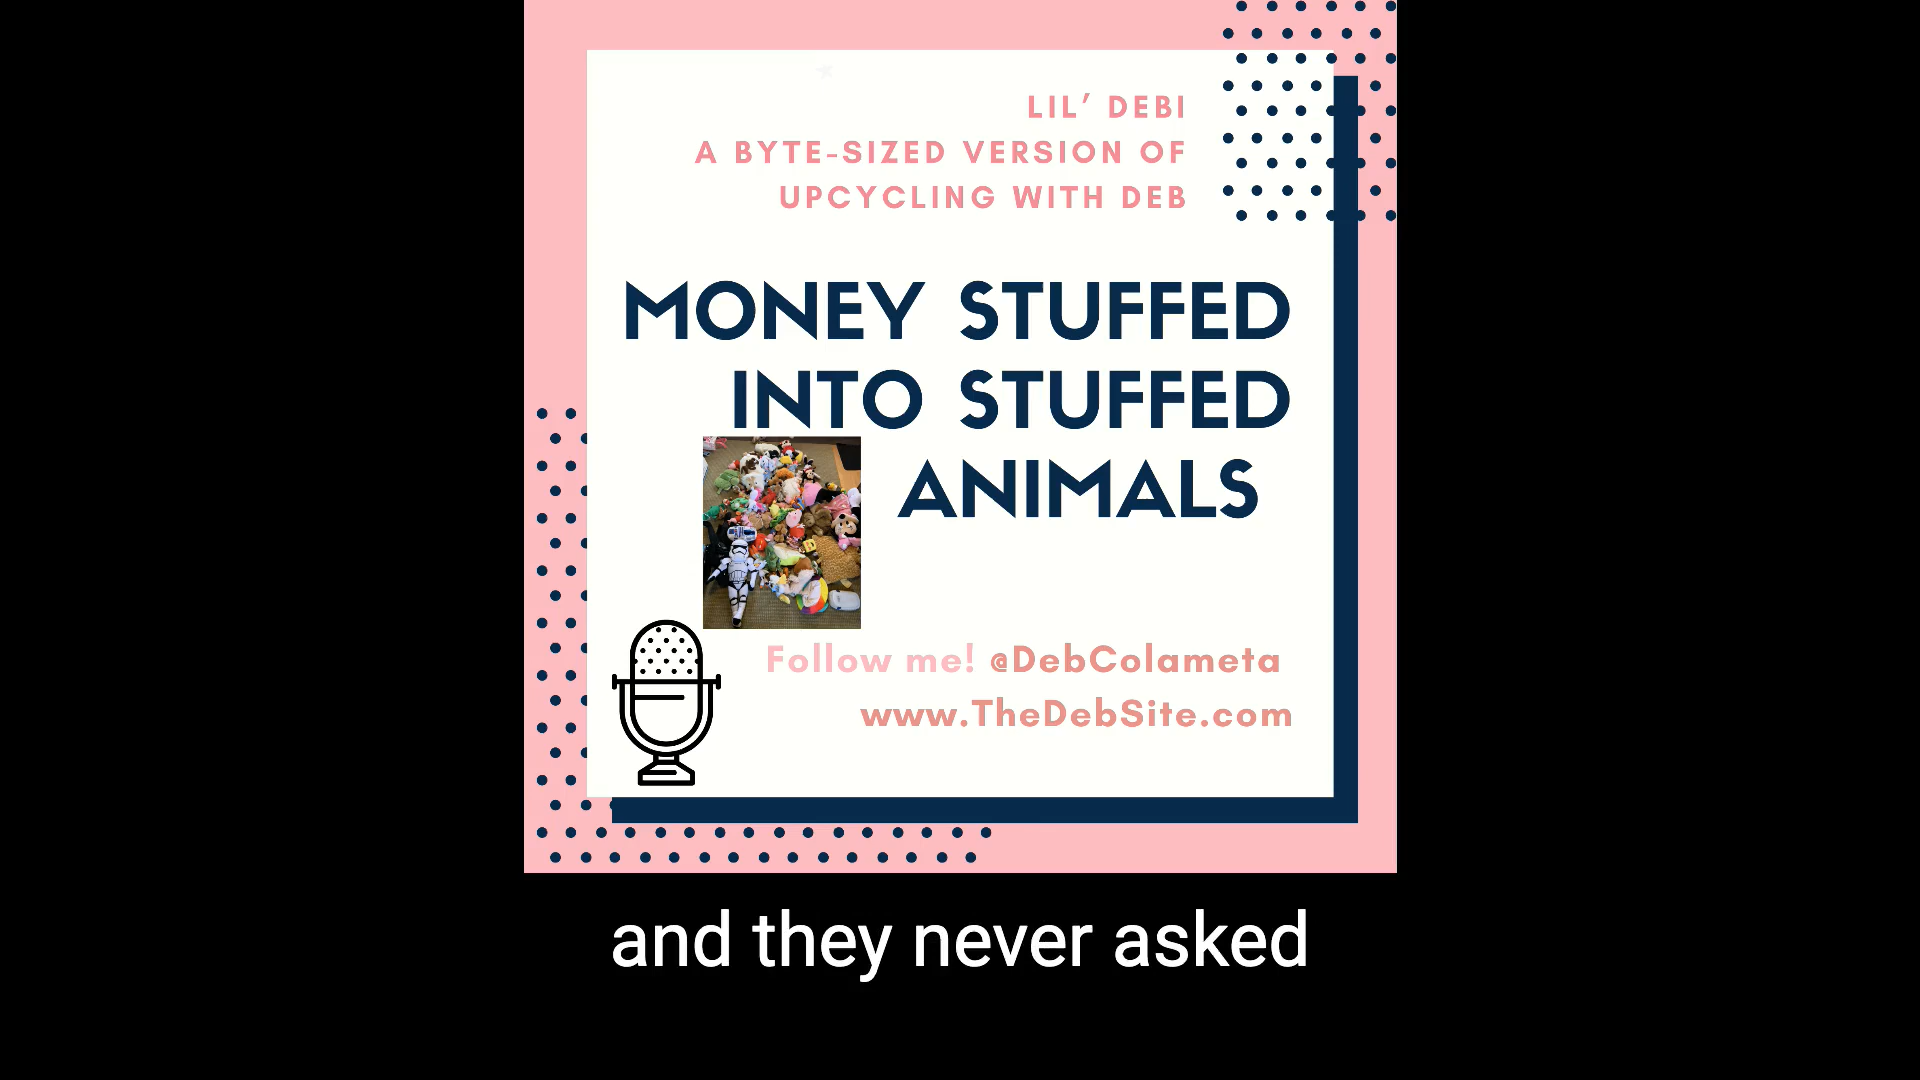 LIL’ DEBI
A BYTE-SIZED VERSION OF
UPCYCLING WITH DEB
MONEY STUFFED
INTO STUFFED
ANIMALS
Follow me! @DebColameta
www.TheDebSite.com
and they never asked